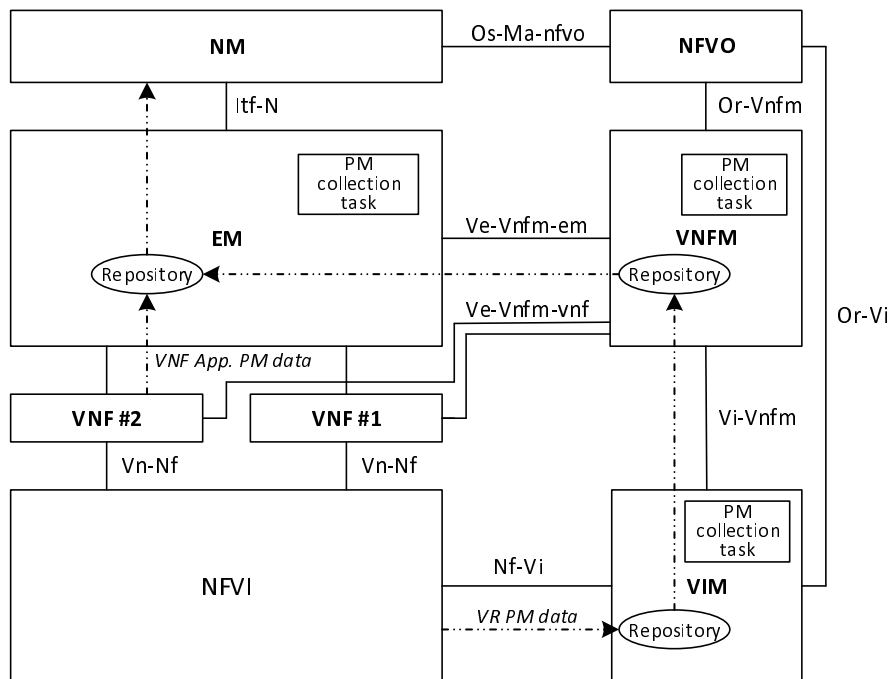 NM
Os-Ma-nfvo
NFVO
Itf-N
Or-Vnfm
PM
collection
task
PM
collection
task
EM
Ve-Vnfm-em
VNFM
Repository
Repository
Ve-Vnfm-vnf
Or-Vi
VNF App. PM data
VNF #2
VNF #1
Vi-Vnfm
Vn-Nf
Vn-Nf
PM
collection
task
Nf-Vi
NFVI
VIM
VR PM data
Repository